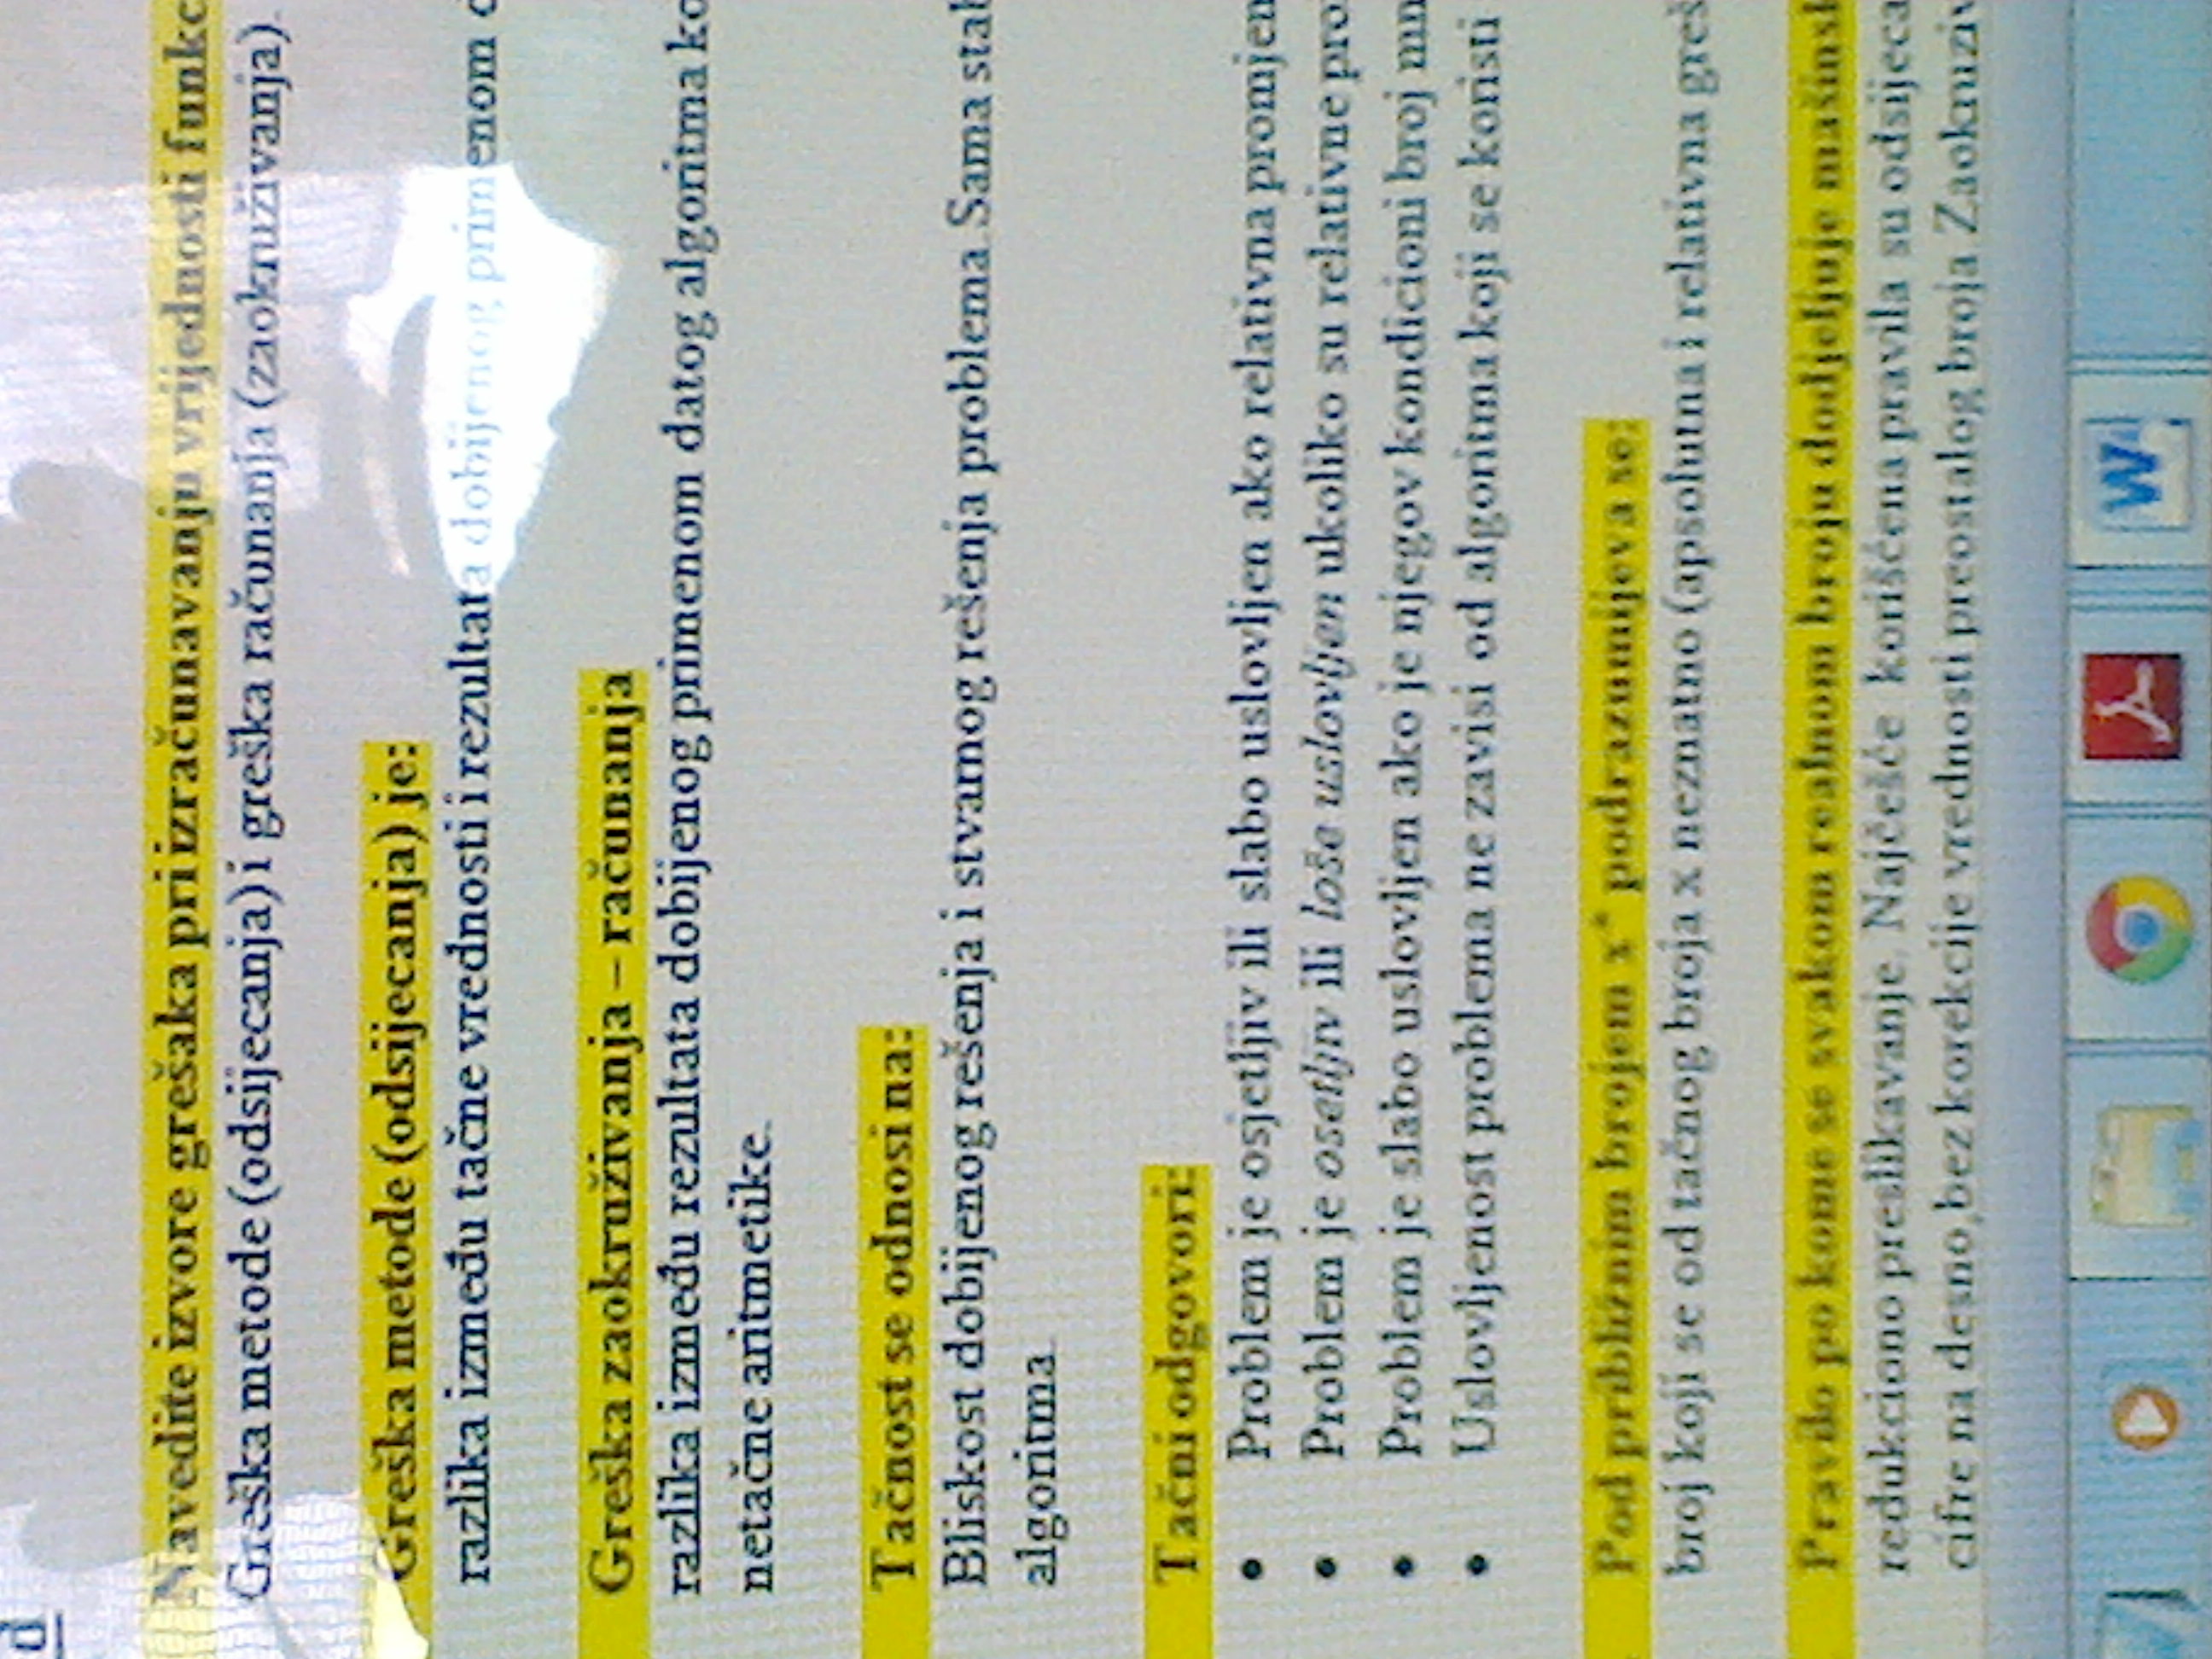 d
Navedite izvore grešaka pri izračunavanju vrijednosti funkc
Greška metode (odsijecanja) i greška računanja (zaokruživanja).
Greška metode (odsijecanja) je:
razlika između tačne vrednosti i rezultata dobijenog primenom d
Greška zaokruživanja – računanja
razlika između rezultata dobijenog primenom datog algoritma ko
netačne aritmetike.
Tačnost se odnosi na:
Bliskost dobijenog rešenja i stvarnog rešenja problema.Sama stab
algoritma.
Tačni odgovori:
• Problem je osjetljiv ili slabo uslovljen ako relativna promjen
• Problem je osetljiv ili loše uslovljen ukoliko su relativne pro
• Problem je slabo uslovljen ako je njegov kondicioni broj mn
• Uslovljenost problema ne zavisi od algoritma koji se koristi
Pod približnim brojem x* podrazumijeva se:
broj koji se od tačnog broja x neznatno (apsolutna i relativna greš
Pravilo po kome se svakom realnom broju dodjeljuje mašinsk
redukciono preslikavanje. Najčešće korišćena pravila su odsijeca
cifre na desno,bez korekcije vrednosti preostalog broja Zaokruziv
W